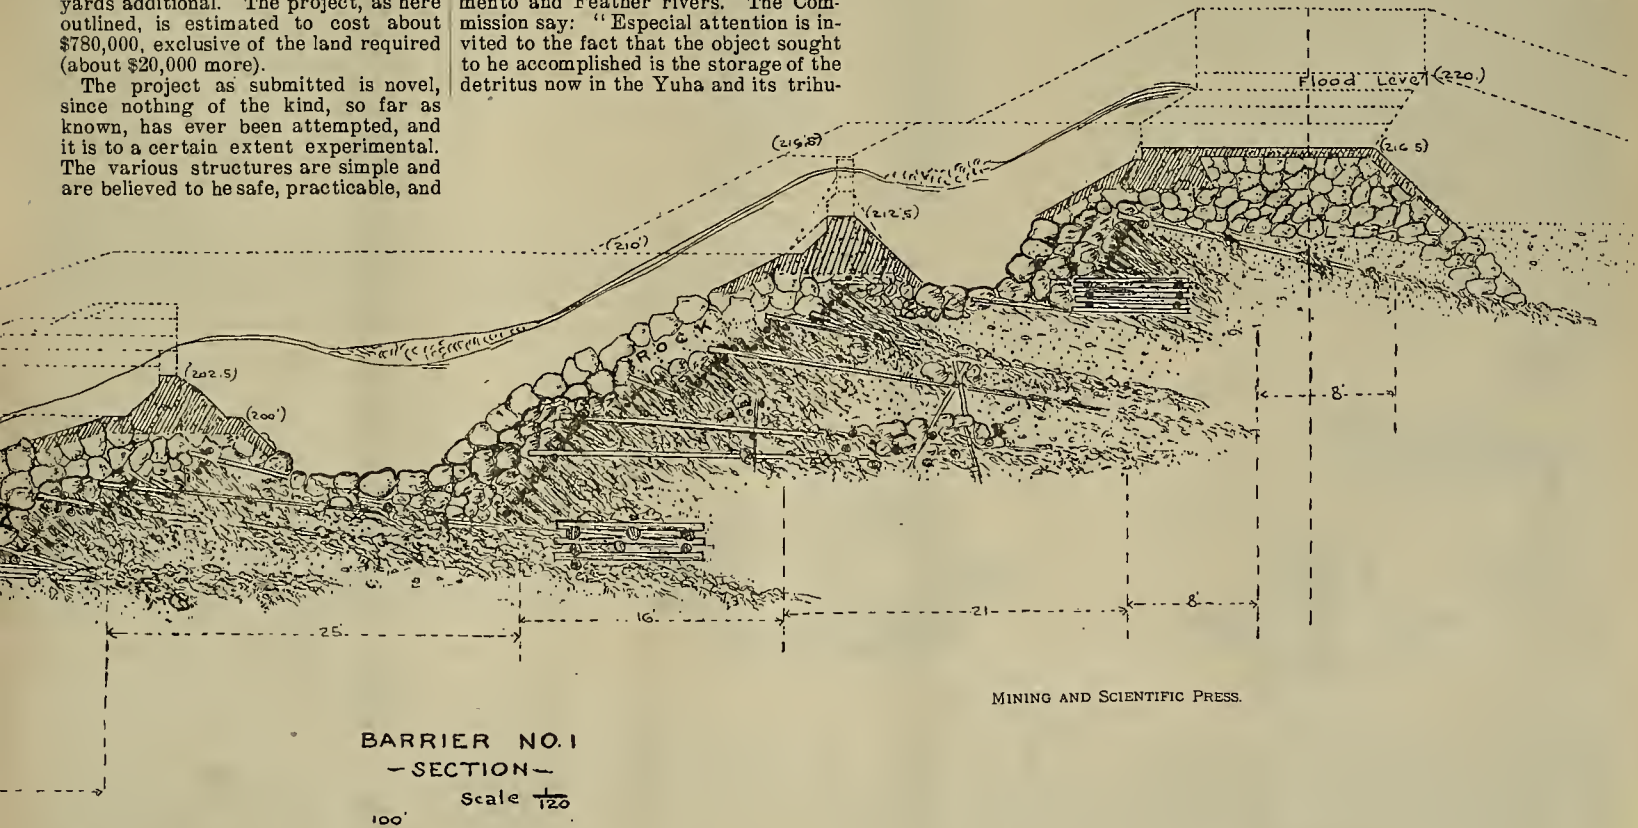 yards additional. The project, as here
outlined, is estimated to cost about
$780,000, exclusive of the land required
(about $20,000 more).
The project as submitted is novel,
since nothing of the kind, so far as
known, has ever been attempted, and
it is to a certain extent experimental.
The various structures are simple and
are believed to he safe, practicable, and
mento and Feather rivers. The Com-
mission say: “Especial attention is in-
vited to the fact that the object sought
to he accomplished is the storage of the
detritus now in the Yuha and its trihu-
Flood Level (220.)
(216.5)
(216 5)
(212.5)
(210')
(202.5)
(200')
ROCK
8'
8'
21
16'
25'
MINING AND SCIENTIFIC PRESS.
BARRIER NO. 1
—SECTION—
Scale 1/120
100'